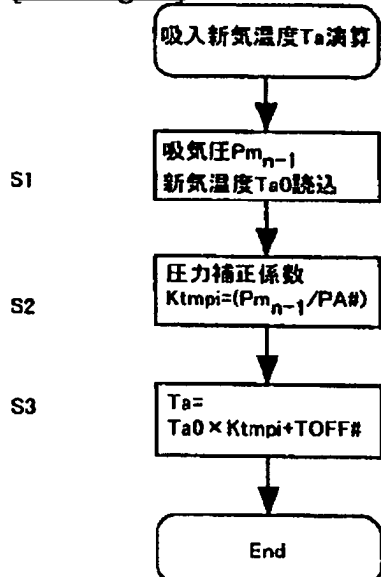 吸入新気温度Ta演算
S1
吸気圧Pmn-1
新気温度Ta0読込
S2
圧力補正係数
Ktmpi=(Pmn-1/PA#)
S3
Ta=
Ta0×Ktmpi+TOFF#
End